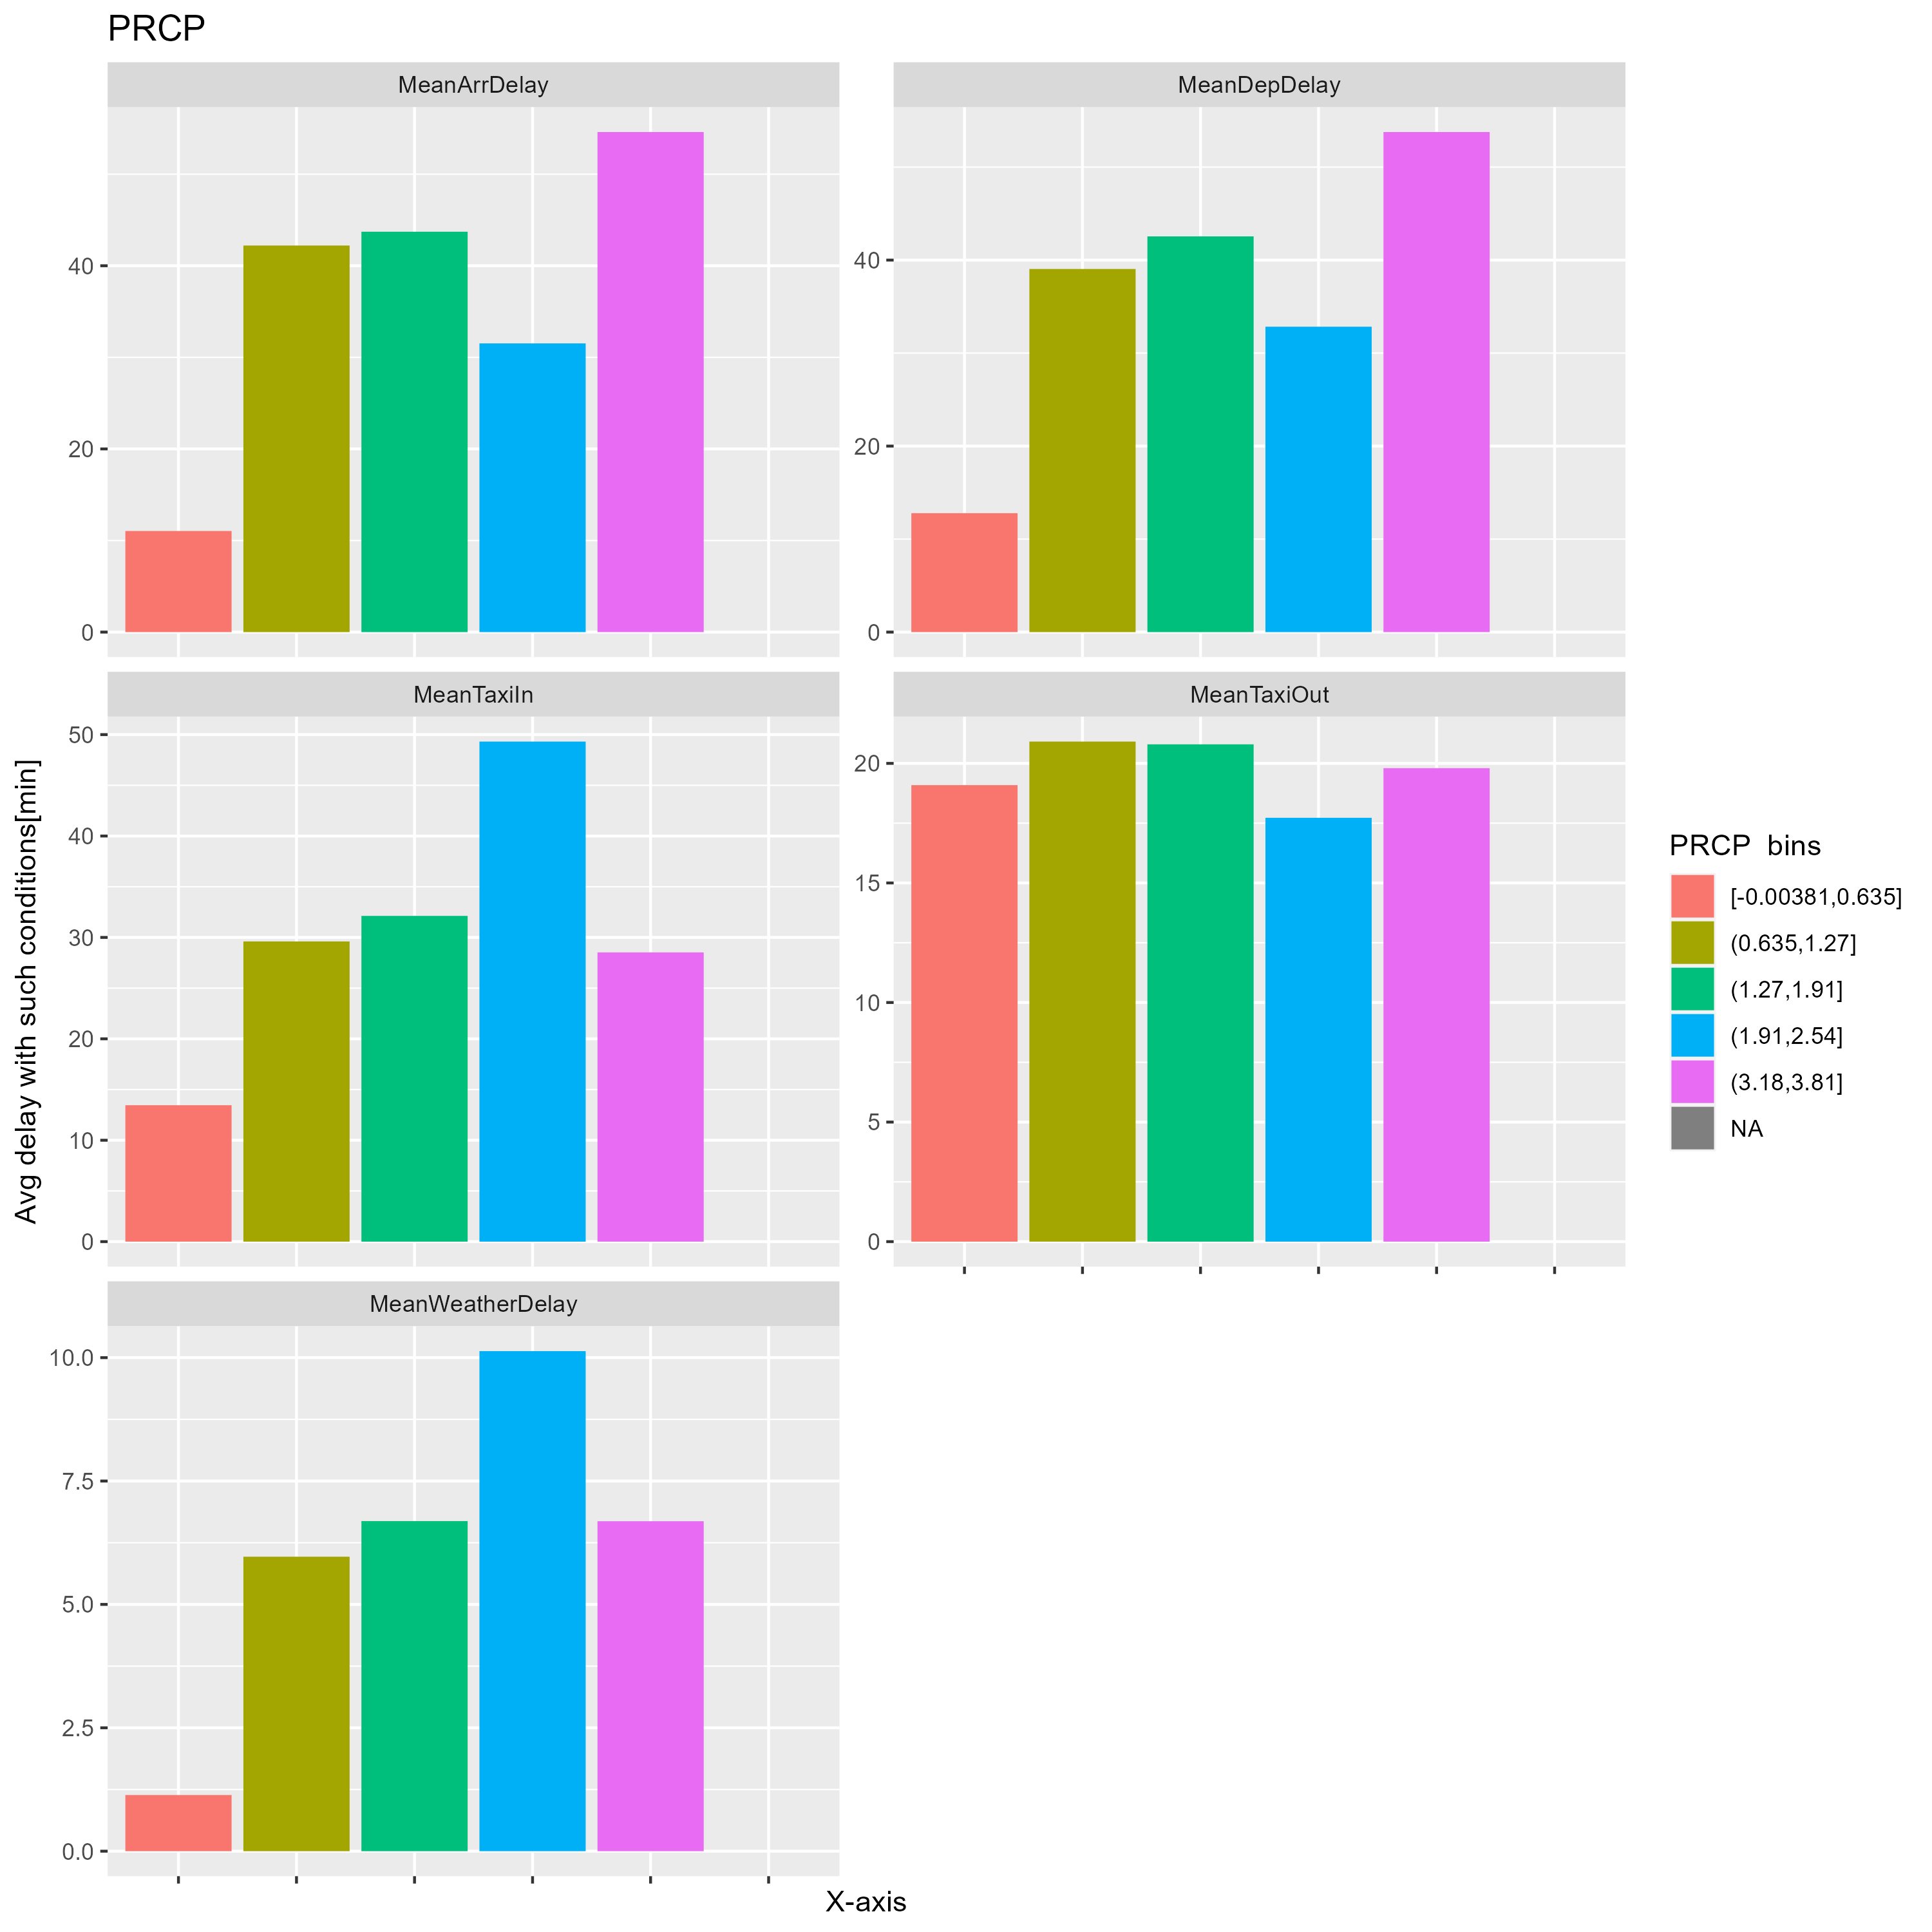 PRCP
MeanArrDelay
MeanDepDelay
40
20
0
40
20
0
MeanTaxiIn
MeanTaxiOut
50
40
30
20
10
0
20
15
10
5
0
MeanWeatherDelay
10.0
7.5
5.0
2.5
0.0
Avg delay with such conditions[min]
X-axis
PRCP  bins
[-0.00381,0.635]
(0.635,1.27]
(1.27,1.91]
(1.91,2.54]
(3.18,3.81]
NA